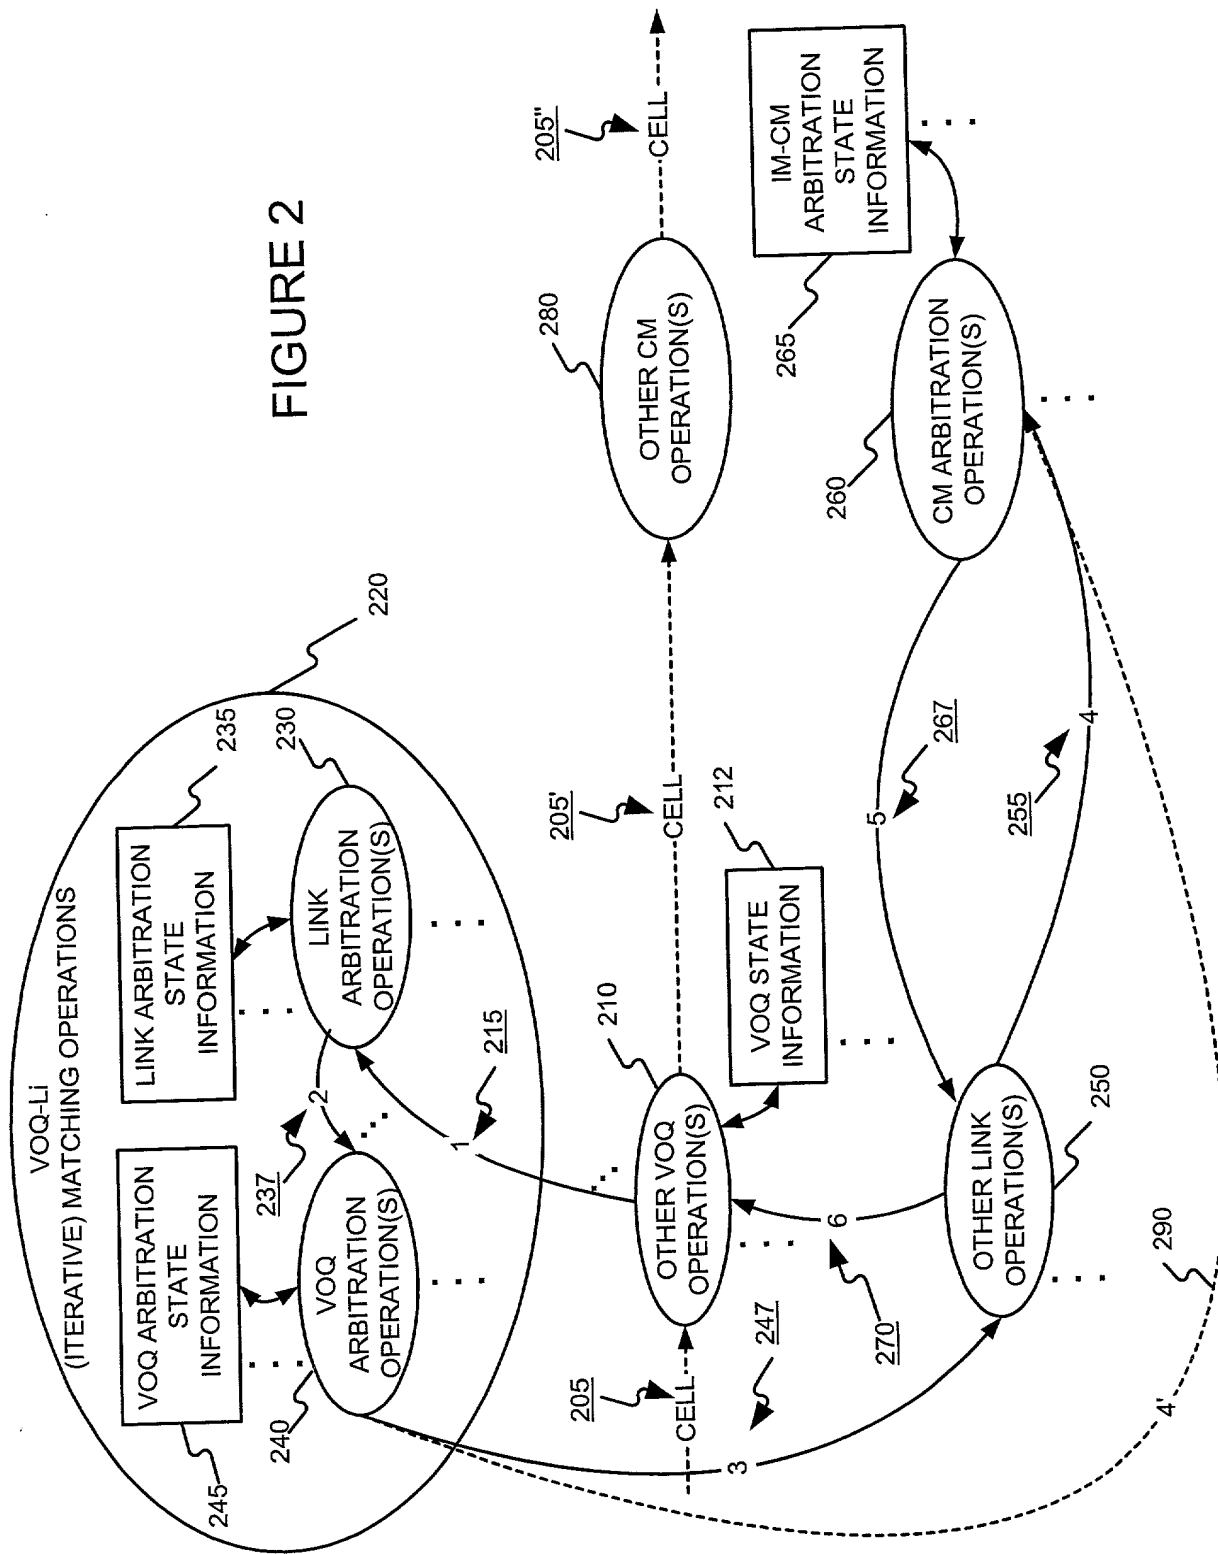 VOQ-Li
(ITERATIVE) MATCHING OPERATIONS
220
VOQ ARBITRATION
STATE
INFORMATION
245
LINK ARBITRATION
STATE
INFORMATION
235
VOQ
ARBITRATION
OPERATION(S)
240
LINK
ARBITRATION
OPERATION(S)
230
237
2
1
215
FIGURE 2
205
CELL
OTHER VOQ
OPERATION(S)
210
205'
CELL
OTHER CM
OPERATION(S)
280
205"
CELL
VOQ STATE
INFORMATION
212
3
247
6
270
5
267
IM-CM
ARBITRATION
STATE
INFORMATION
265
OTHER LINK
OPERATION(S)
250
255
4
CM ARBITRATION
OPERATION(S)
260
4'
290